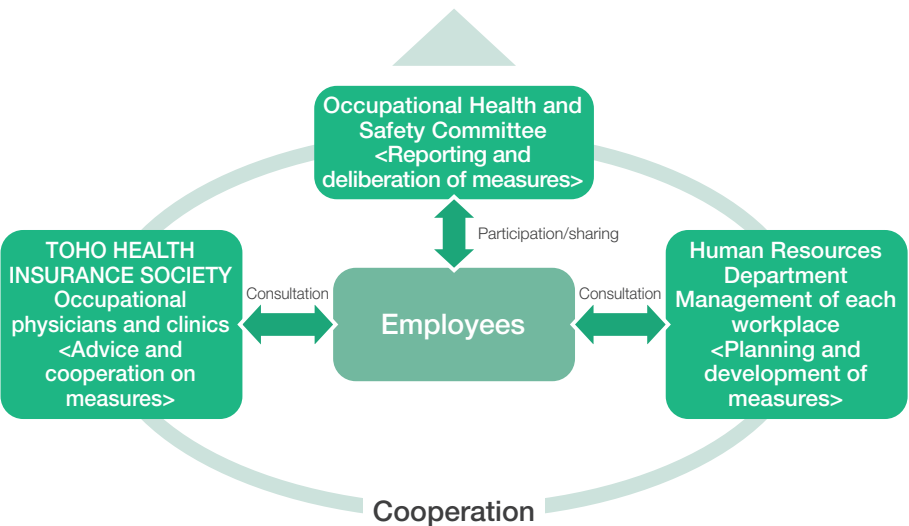 Occupational Health and
Safety Committee
<Reporting and
deliberation of measures>
Participation/sharing
TOHO HEALTH
INSURANCE SOCIETY
Occupational
physicians and clinics
<Advice and
cooperation on
measures>
Consultation
Employees
Consultation
Human Resources
Department
Management of each
workplace
<Planning and
development of
measures>
Cooperation